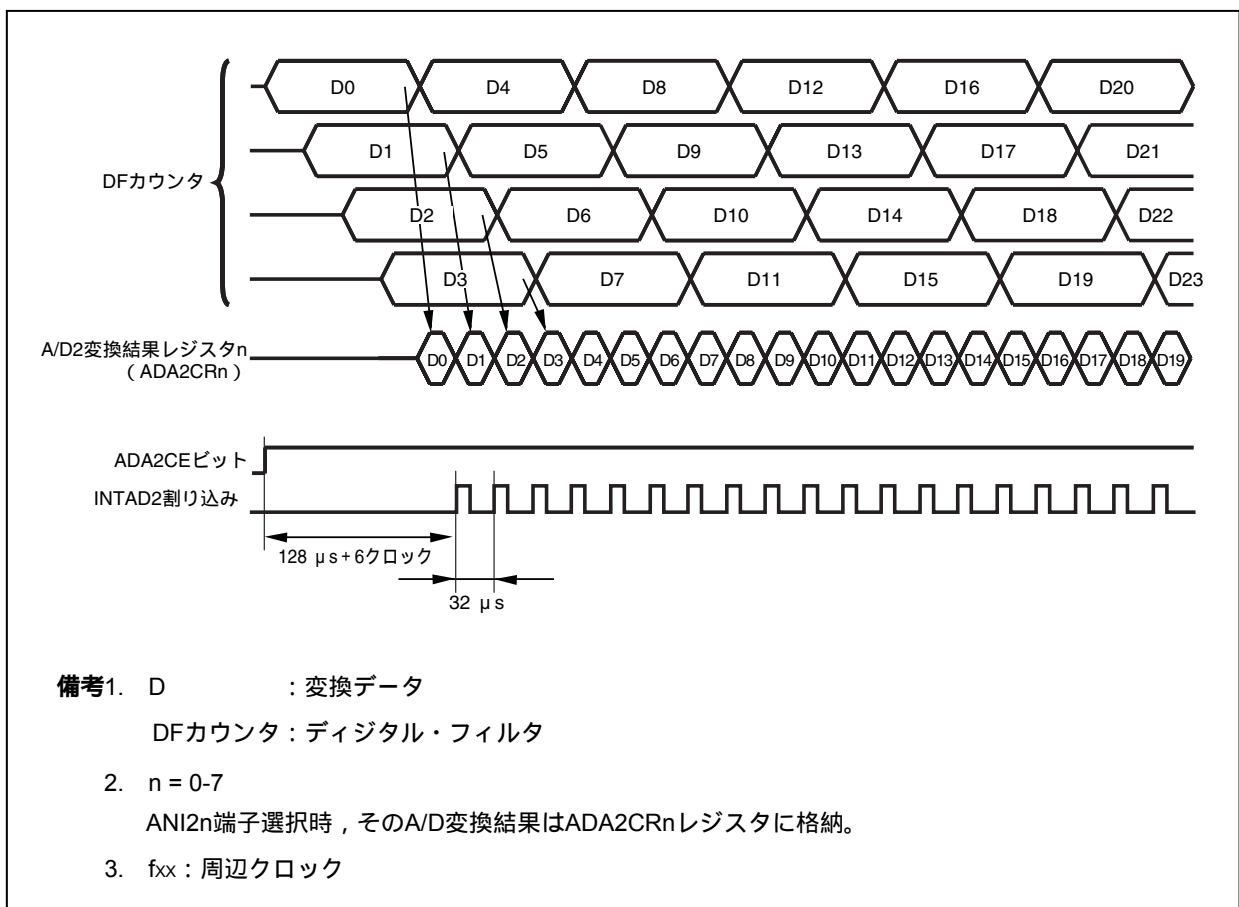 D0 D4 D8 D12 D16 D20
D1 D5 D9 D13 D17 D21
DFカウンタ
D2 D6 D10 D14 D18 D22
D3 D7 D11 D15 D19 D23
A/D2変換結果レジスタn
（ADA2CRn）
D0 D1 D2 D3 D4 D5 D6 D7 D8 D9 D10 D11 D12 D13 D14 D15 D16 D17 D18 D19
ADA2CEビット
INTAD2割り込み
128 μs+6クロック
32 μs
備考1. D ：変換データ
DFカウンタ：ディジタル・フィルタ
2. n = 0-7
ANI2n端子選択時，そのA/D変換結果はADA2CRnレジスタに格納。
3. fxx：周辺クロック